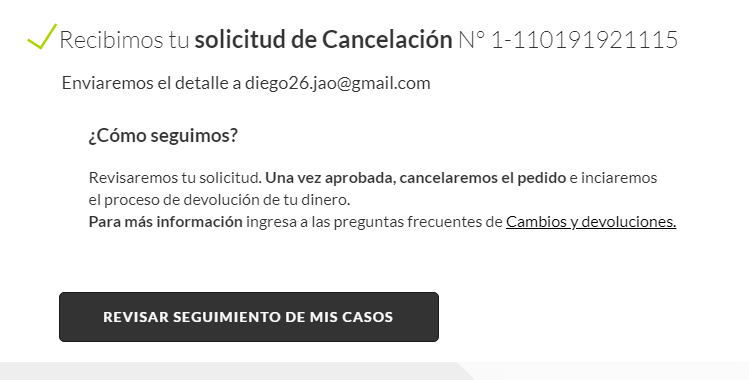 Recibimos tu solicitud de Cancelación N° 1-110191921115
Enviaremos el detalle a diego26.jao@gmail.com
¿Cómo seguimos?
Revisaremos tu solicitud. Una vez aprobada, cancelaremos el pedido e inciaremos
el proceso de devolución de tu dinero.
Para más información ingresa a las preguntas frecuentes de Cambios y devoluciones.
REVISAR SEGUIMIENTO DE MIS CASOS